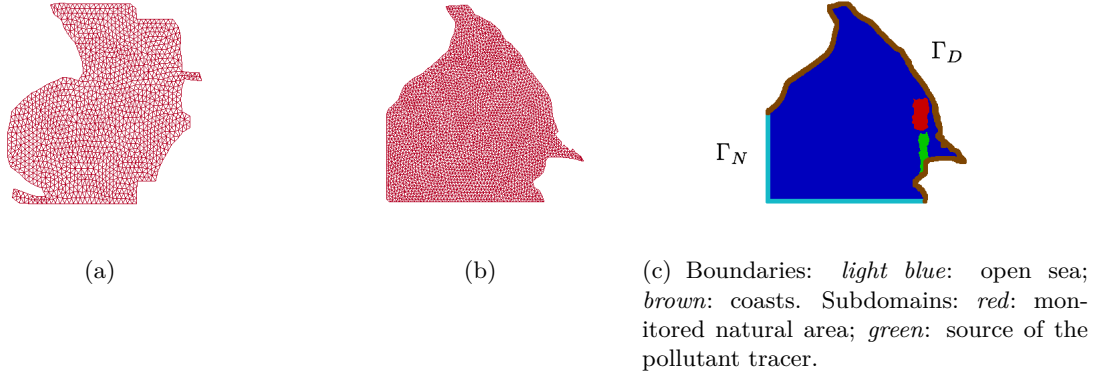 Γ_D
Γ_N
(a)
(b)
(c) Boundaries: light blue: open sea;
brown: coasts. Subdomains: red: mon-
itored natural area; green: source of the
pollutant tracer.